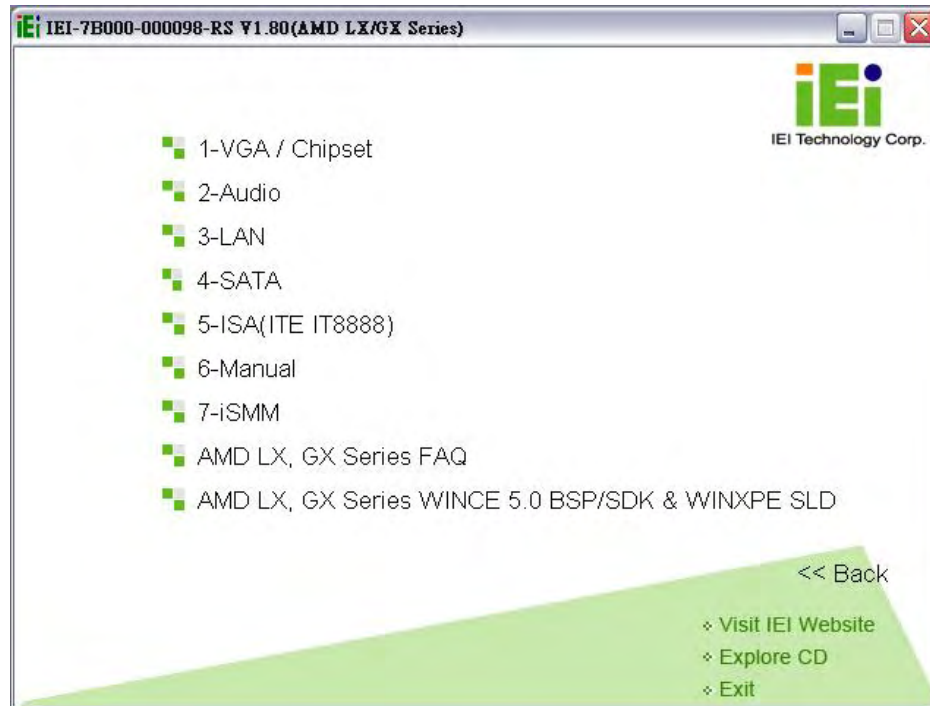 IEI-7B000-000098-RS V1.80(AMD LX/GX Series)
iEi
IEI Technology Corp.
1-VGA / Chipset
2-Audio
3-LAN
4-SATA
5-ISA(ITE IT8888)
6-Manual
7-iSMM
AMD LX, GX Series FAQ
AMD LX, GX Series WINCE 5.0 BSP/SDK & WINXPE SLD
<< Back
Visit IEI Website
Explore CD
Exit